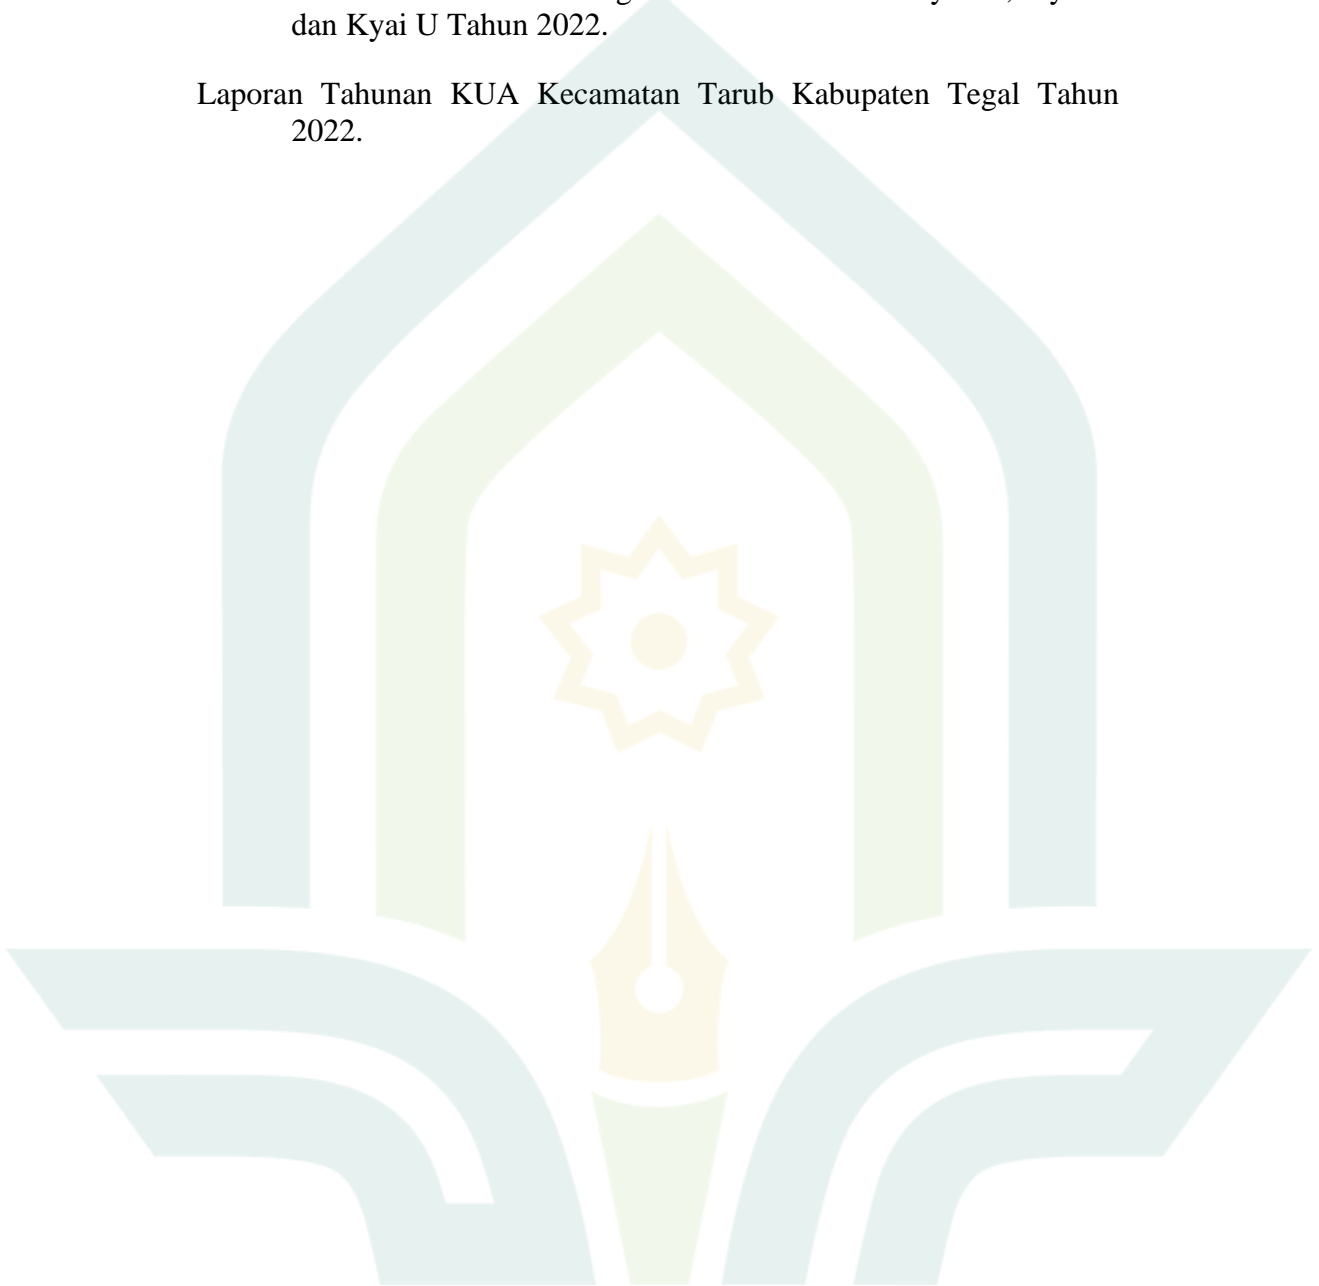 dan Kyai U Tahun 2022.
Laporan Tahunan KUA Kecamatan Tarub Kabupaten Tegal Tahun
2022.